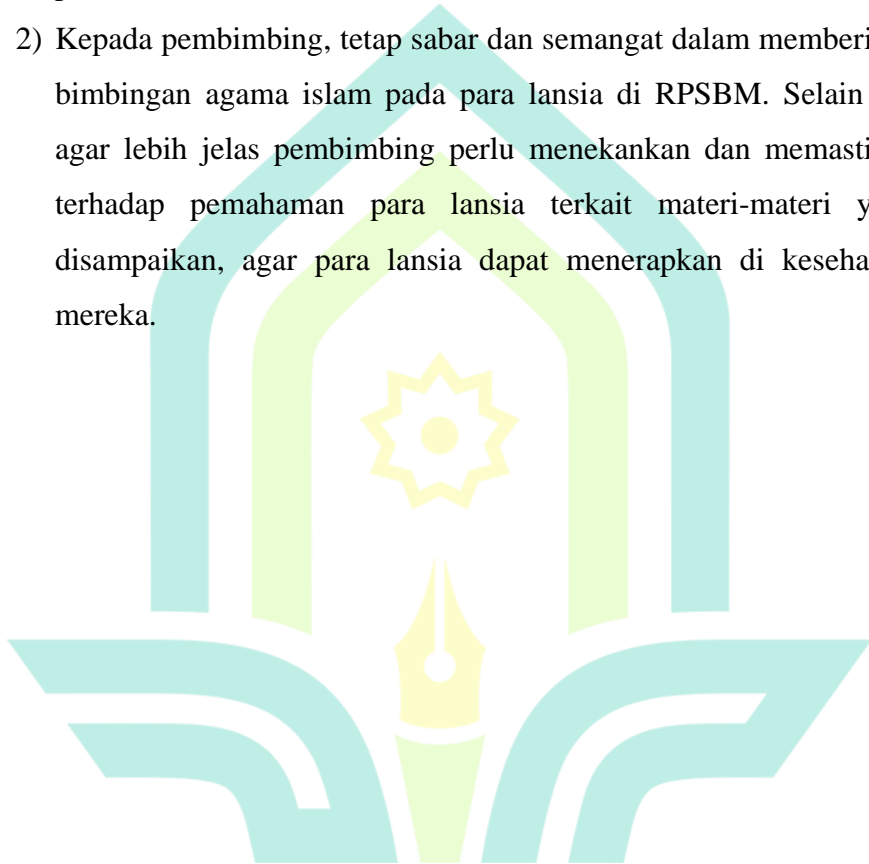 2) Kepada pembimbing, tetap sabar dan semangat dalam memberi
bimbingan agama islam pada para lansia di RPSBM. Selain
agar lebih jelas pembimbing perlu menekankan dan memasti
terhadap pemahaman para lansia terkait materi-materi y
disampaikan, agar para lansia dapat menerapkan di keseha
mereka.